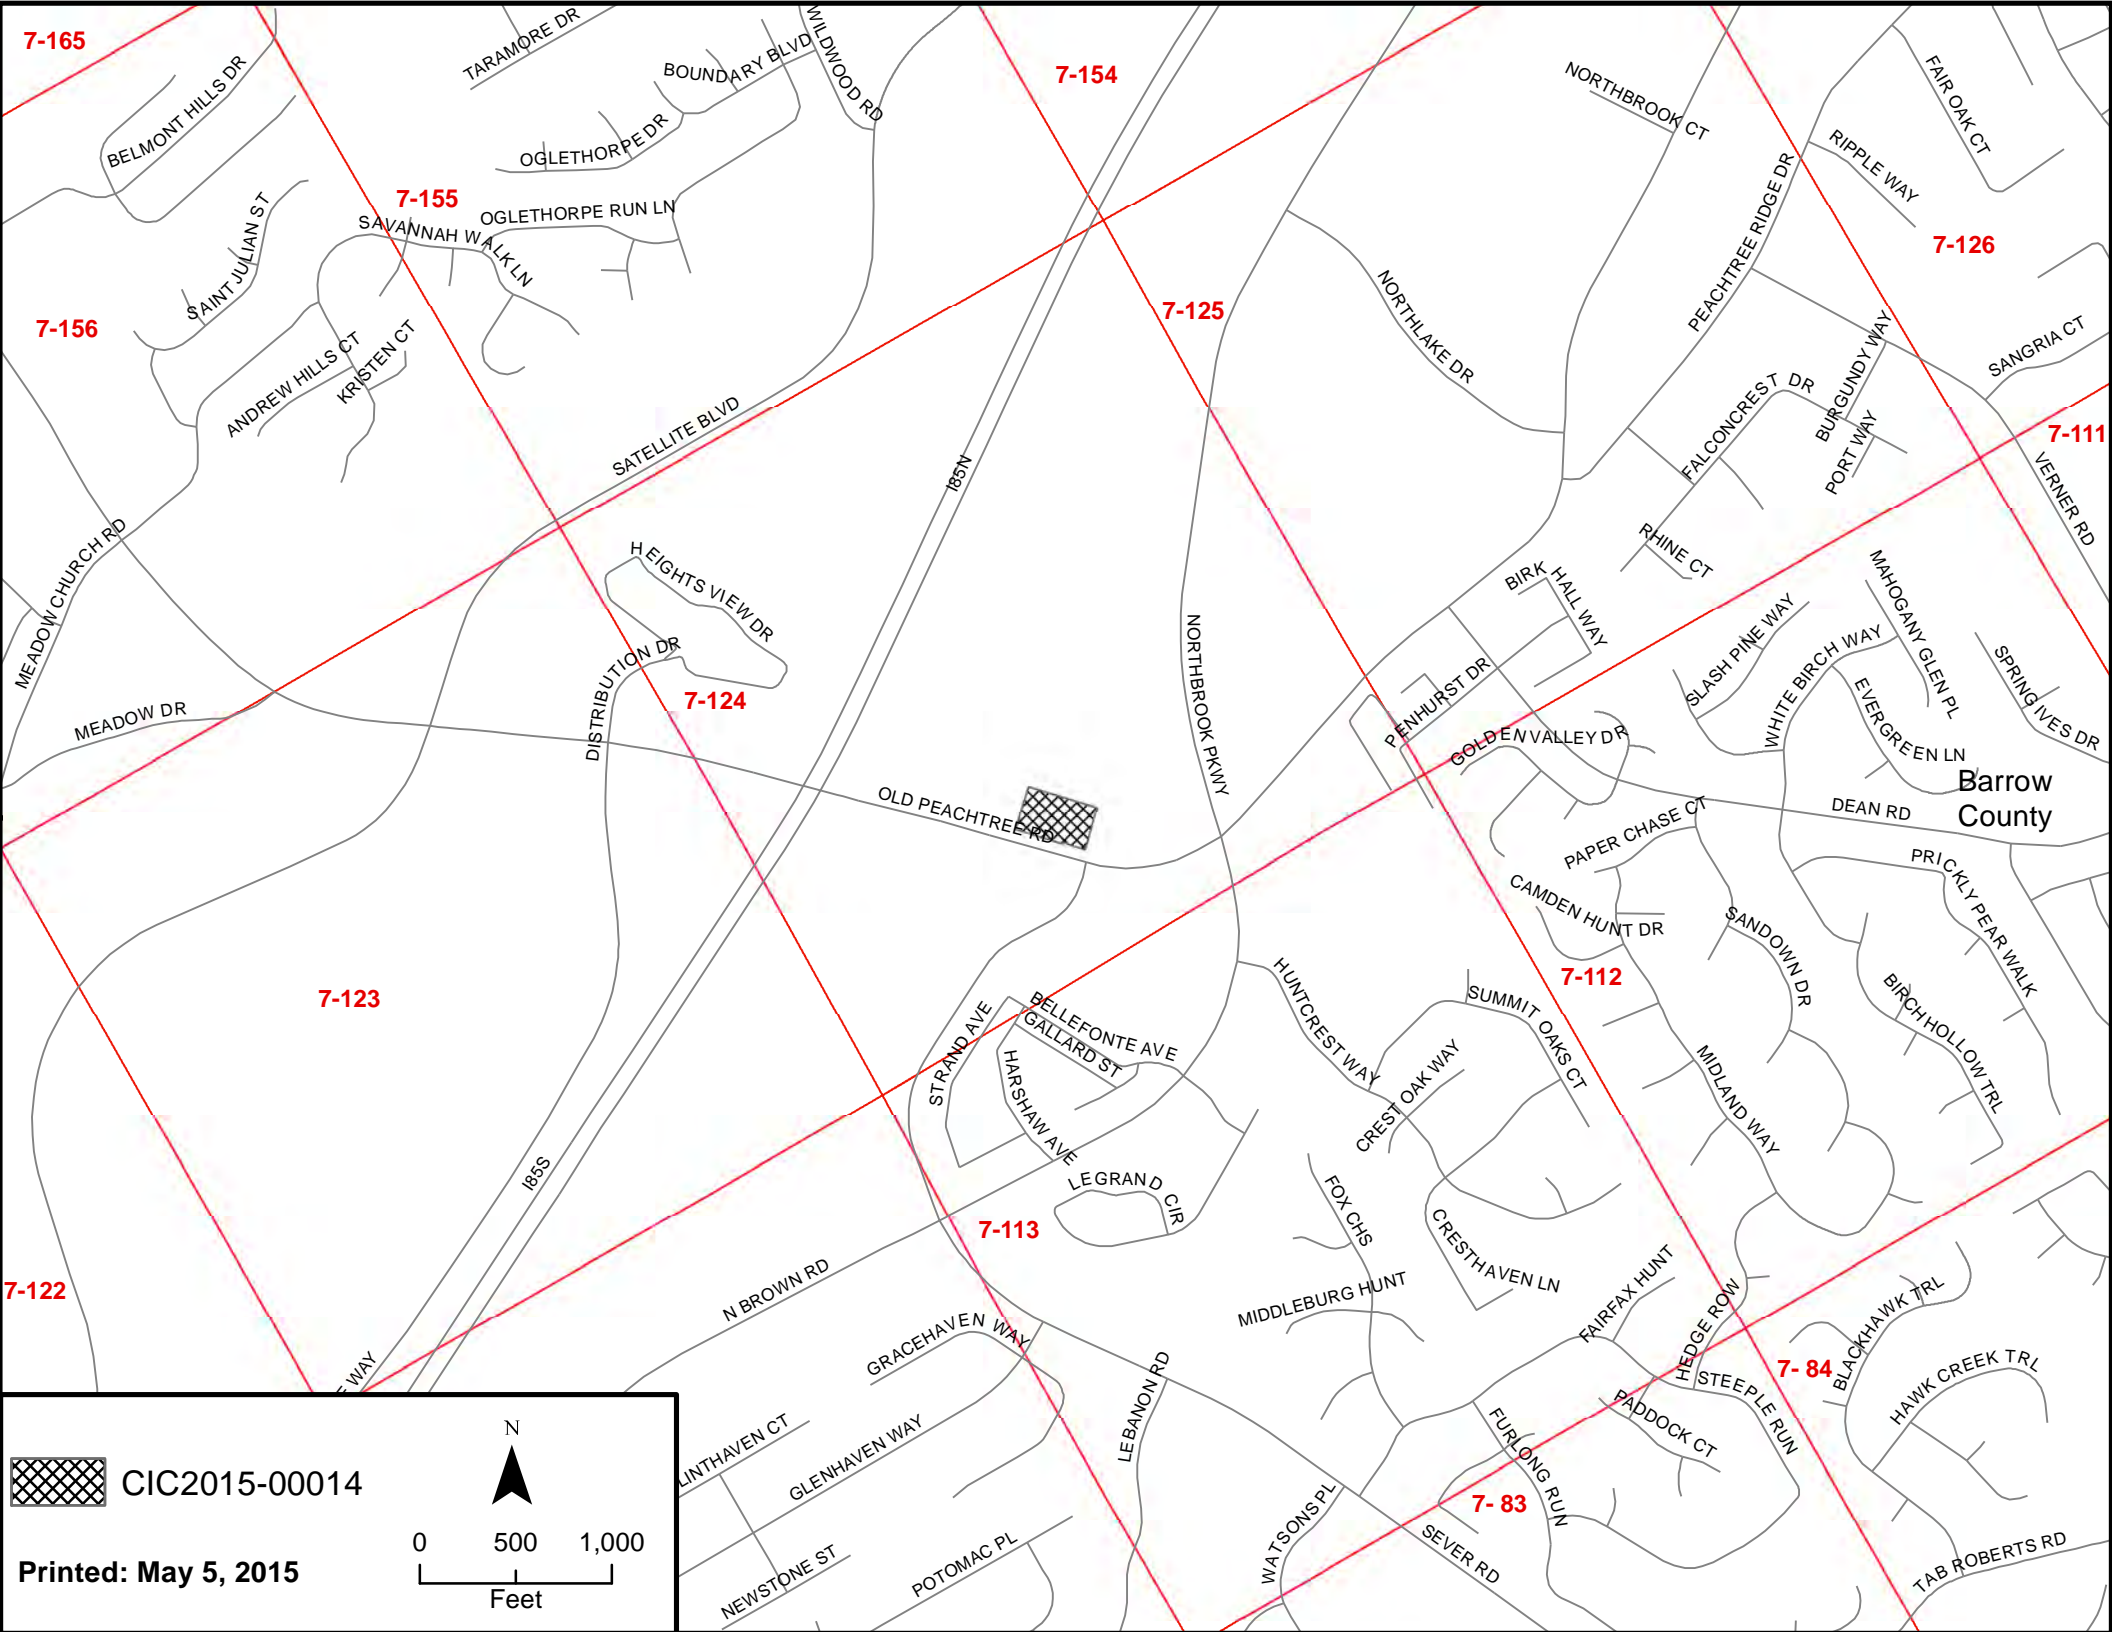 7-165
TARAMORE DR
WILDWOOD RD
BOUNDARY BLVD
7-154
BELMONT HILLS DR
NORTHBROOK CT
FAIR OAK CT
OGLETHORPE DR
RIPPLE WAY
PEACHTREE RIDGE DR
7-155
SAVANNAH WALK LN
OGLETHORPE RUN LN
SAINT JULIAN ST
7-126
7-156
7-125
NORTHLAKE DR
ANDREW HILLS CT
KRISTEN CT
BURGUNDY WAY
SANGRIA CT
SATELLITE BLVD
FALCONCREST DR
PORT WAY
7-111
I85N
VERNER RD
MEADOW CHURCH RD
HEIGHTS VIEW DR
RHINE CT
BIRK HALL WAY
MAHOGANY GLEN PL
SLASH PINE WAY
WHITE BIRCH WAY
SPRING IVES DR
DISTRIBUTION DR
7-124
NORTHBROOK PKWY
PENHURST DR
GOLDEN VALLEY DR
EVERGREEN LN
MEADOW DR
Barrow
County
OLD PEACHTREE RD
DEAN RD
PAPER CHASE CT
CAMDEN HUNT DR
PRICKLY PEAR WALK
SANDOWN DR
7-123
7-112
HUNTCREST WAY
SUMMIT OAKS CT
BIRCH HOLLOW TRL
STRAND AVE
BELLEFONTE AVE
GALLARD ST
HARSHAW AVE
CREST OAK WAY
MIDLAND WAY
I85S
LEGRAND CIR
FOX CHS
7-113
CRESTHAVEN LN
7-122
N BROWN RD
MIDDLEBURG HUNT
FAIRFAX HUNT
HEDGE ROW
BLACKHAWK TRL
GRACEHAVEN WAY
7- 84
HAWK CREEK TRL
E WAY
LEBANON RD
STEEPLE RUN
PADDOCK CT
FURLONG RUN
LINTHAVEN CT
GLENHAVEN WAY
7- 83
WATSONS PL
SEVER RD
NEWSTONE ST
POTOMAC PL
TAB ROBERTS RD
N
CIC2015-00014
0 500 1,000
Feet
Printed: May 5, 2015